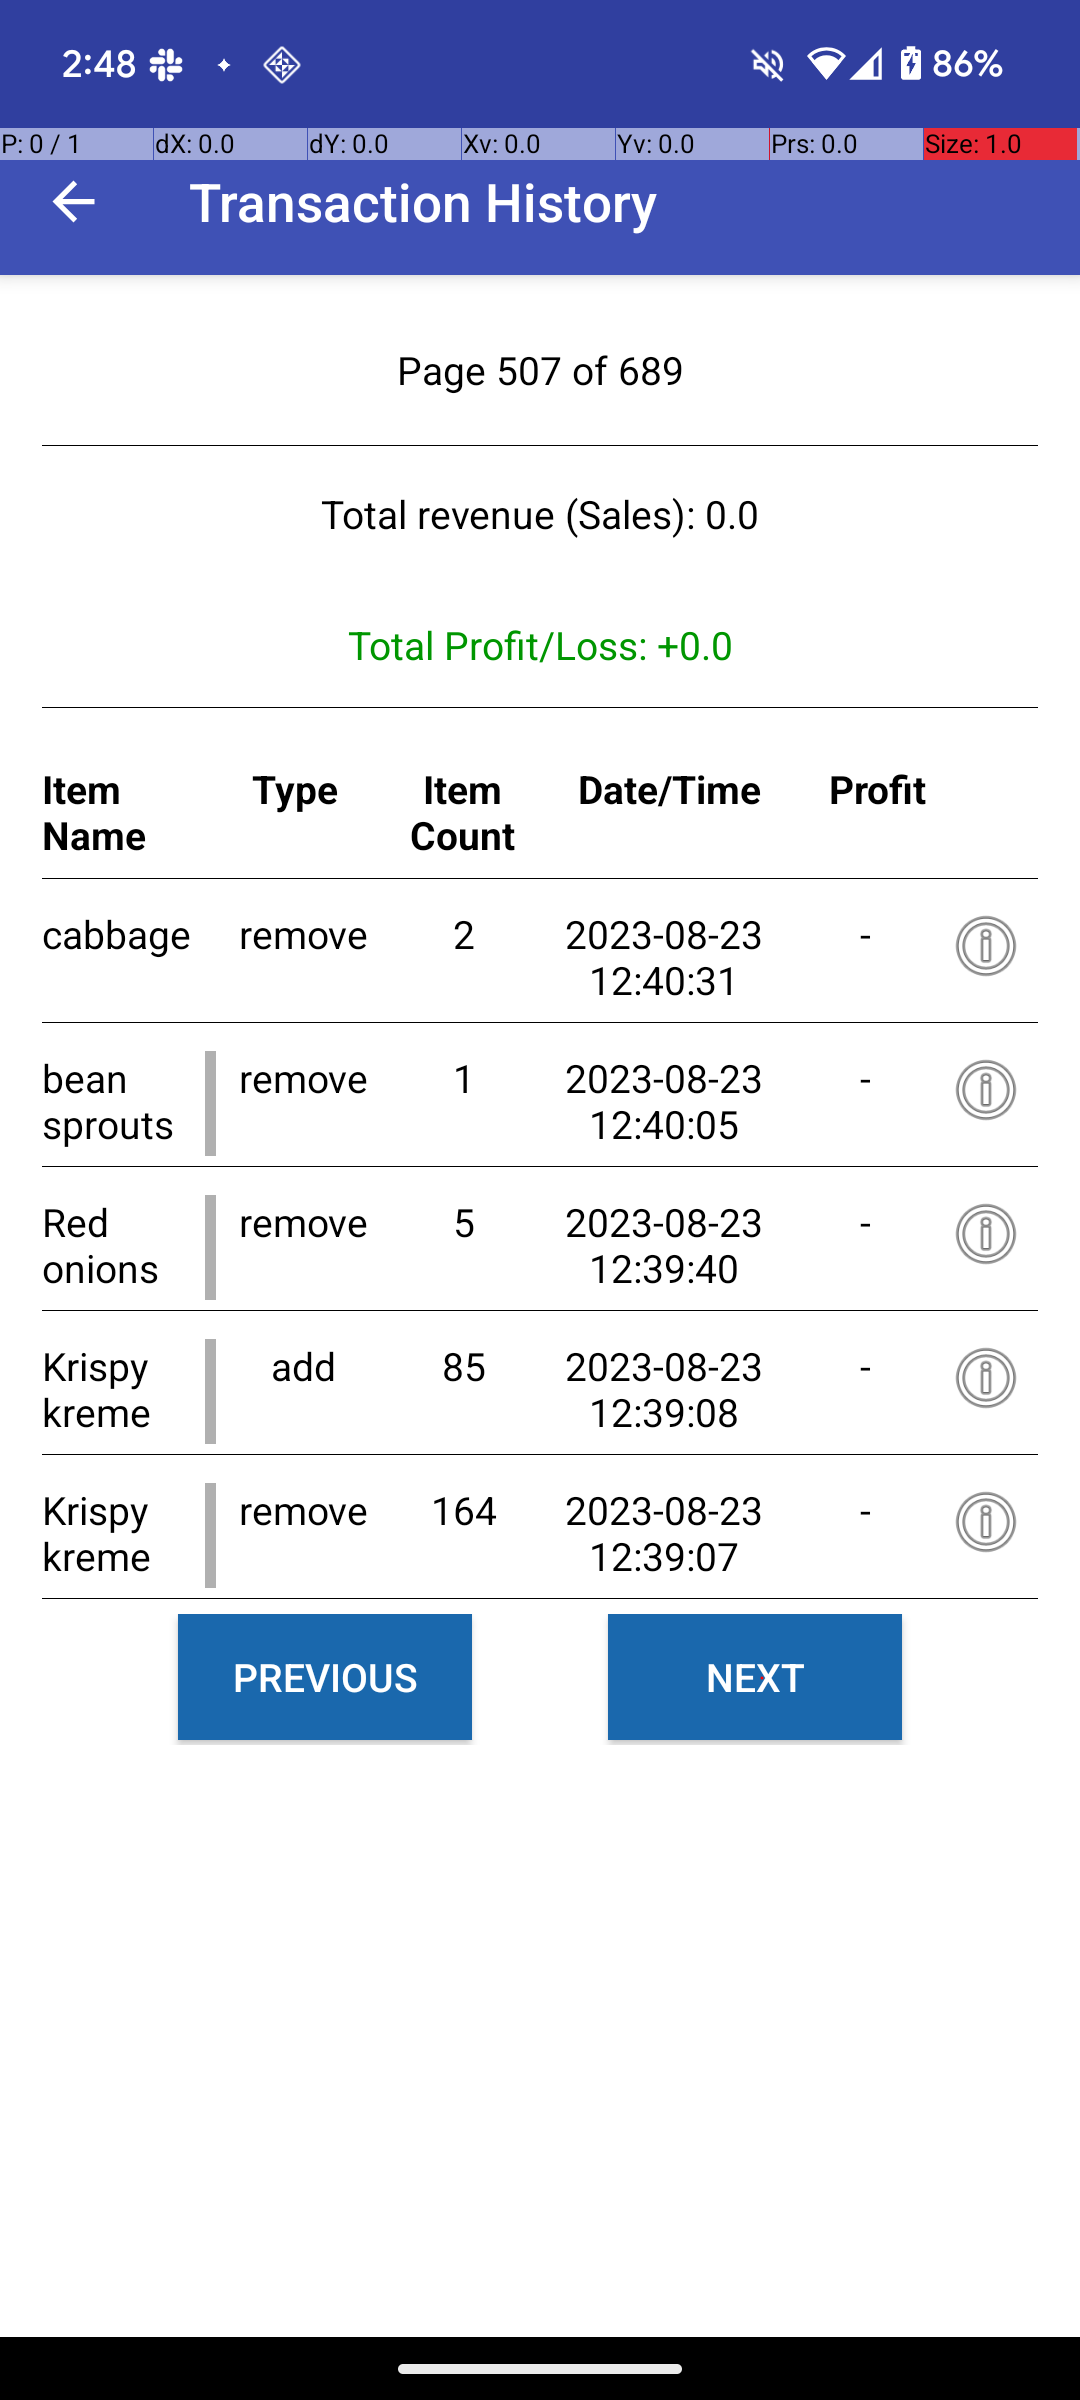 2:48 86%
P: 0 / 1 dX: 0.0 dY: 0.0 Xv: 0.0 Yv: 0.0 Prs: 0.0 Size: 1.0
Transaction History
Page 507 of 689
Total revenue (Sales): 0.0
Total Profit/Loss: +0.0
Item Type Item Date/Time Profit
Name Count
cabbage remove 2 2023-08-23 -
12:40:31
bean remove 1 2023-08-23 -
sprouts 12:40:05
Red remove 5 2023-08-23 -
onions 12:39:40
Krispy add 85 2023-08-23 -
kreme 12:39:08
Krispy remove 164 2023-08-23 -
kreme 12:39:07
PREVIOUS NEXT